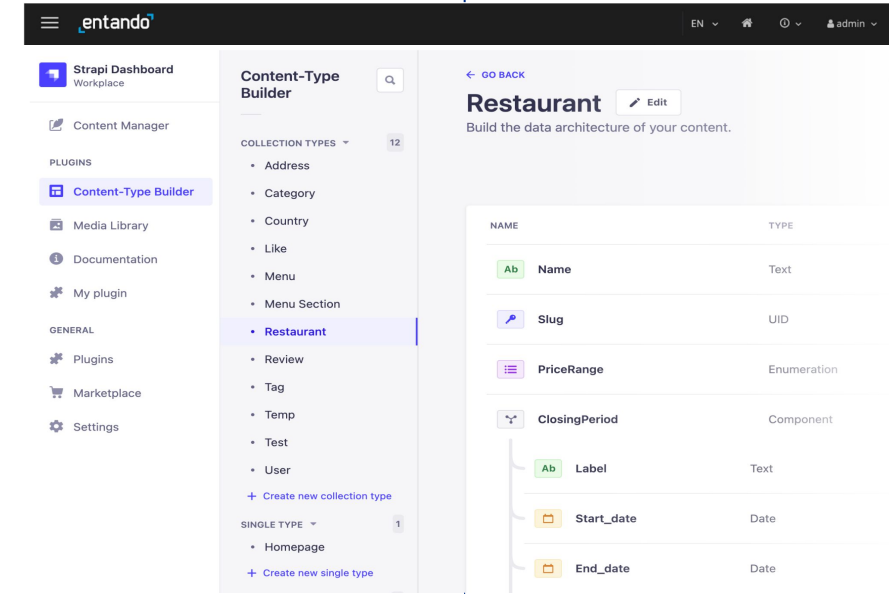 entando
EN
admin
Strapi Dashboard
Workplace
Content Manager
PLUGINS
Content-Type Builder
Media Library
Documentation
My plugin
GENERAL
Plugins
Marketplace
Settings
Content-Type
Builder
COLLECTION TYPES 12
Address
Category
Country
Like
Menu
Menu Section
Restaurant
Review
Tag
Temp
Test
User
+ Create new collection type
SINGLE TYPE 1
Homepage
+ Create new single type
← GO BACK
Restaurant Edit
Build the data architecture of your content.
NAME TYPE
Ab Name Text
Slug UID
PriceRange Enumeration
ClosingPeriod Component
Ab Label Text
Start_date Date
End_date Date